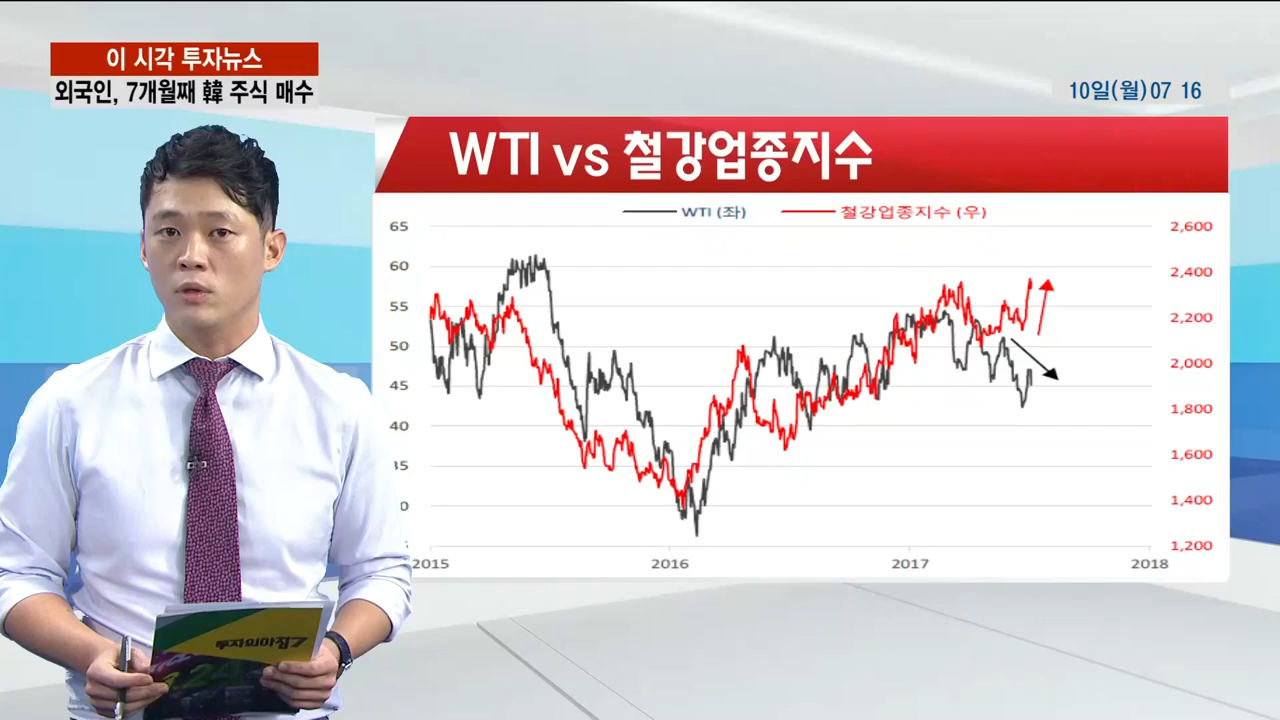 이 시각 투자뉴스
외국인, 7개월째 韓 주식 매수
10일(월) 07 16
WTI vs 철강업종지수
WTI (좌) 철강업종지수 (우)
65 2,600
60 2,400
55 2,200
50 2,000
45 1,800
40 1,600
35 1,400
0 1,200
2015 2016 2017 2018
투자의아침7